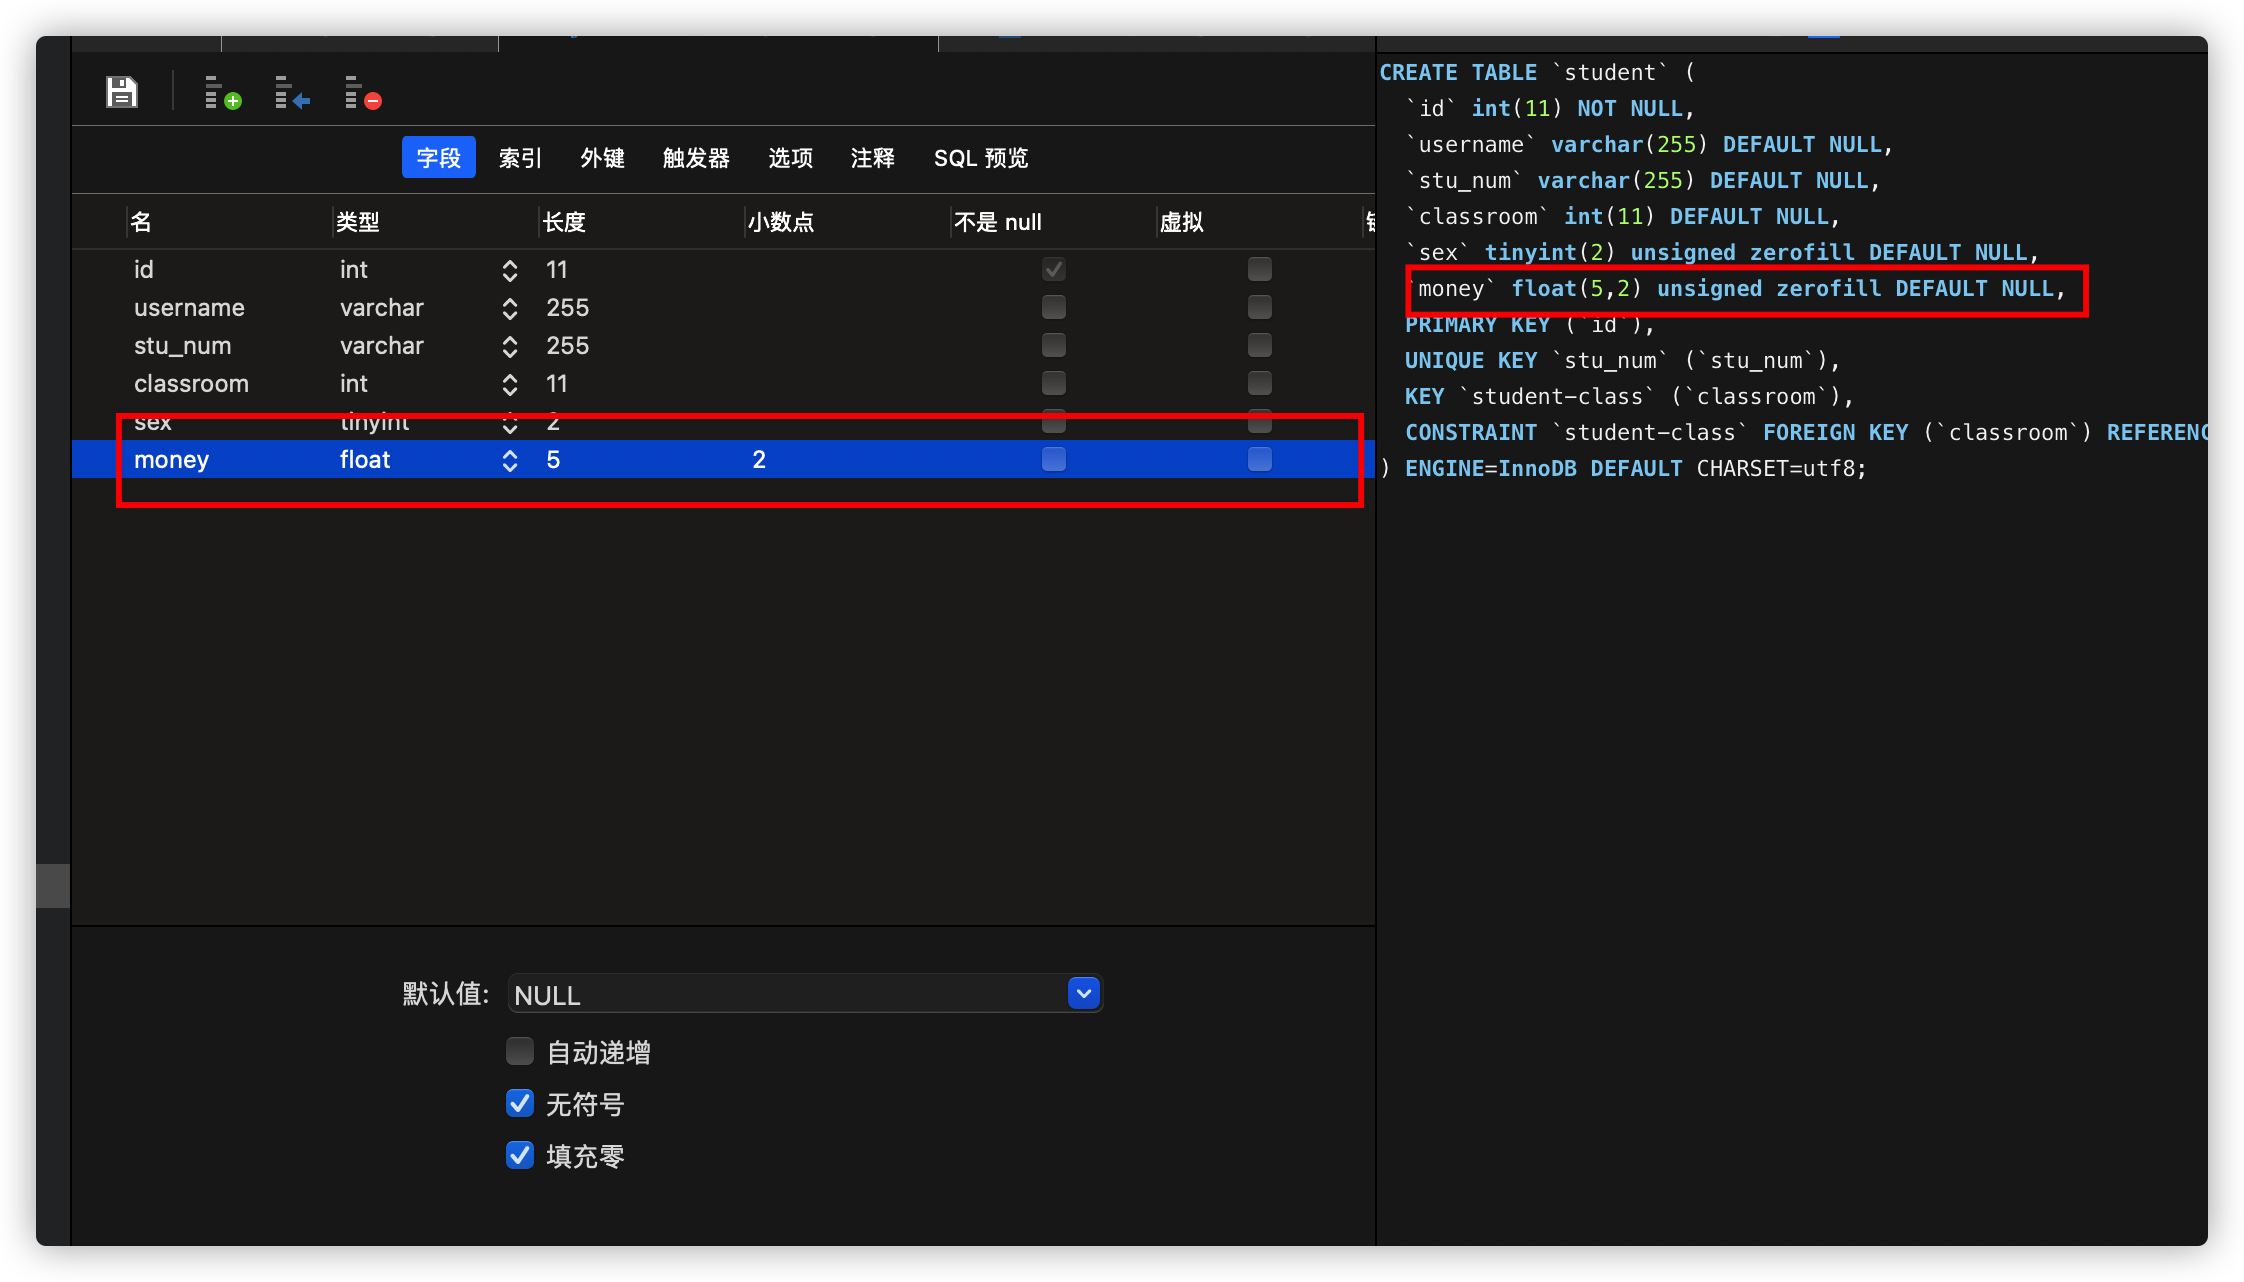 字段 索引 外键 触发器 选项 注释 SQL 预览
名 类型 长度 小数点 不是 null 虚拟
id int 11
username varchar 255
stu_num varchar 255
classroom int 11
sex tinyint 2
money float 5 2
默认值: NULL
自动递增
无符号
填充零
CREATE TABLE `student` (
`id` int(11) NOT NULL,
`username` varchar(255) DEFAULT NULL,
`stu_num` varchar(255) DEFAULT NULL,
`classroom` int(11) DEFAULT NULL,
`sex` tinyint(2) unsigned zerofill DEFAULT NULL,
`money` float(5,2) unsigned zerofill DEFAULT NULL,
PRIMARY KEY (`id`),
UNIQUE KEY `stu_num` (`stu_num`),
KEY `student-class` (`classroom`),
CONSTRAINT `student-class` FOREIGN KEY (`classroom`) REFERENC
) ENGINE=InnoDB DEFAULT CHARSET=utf8;